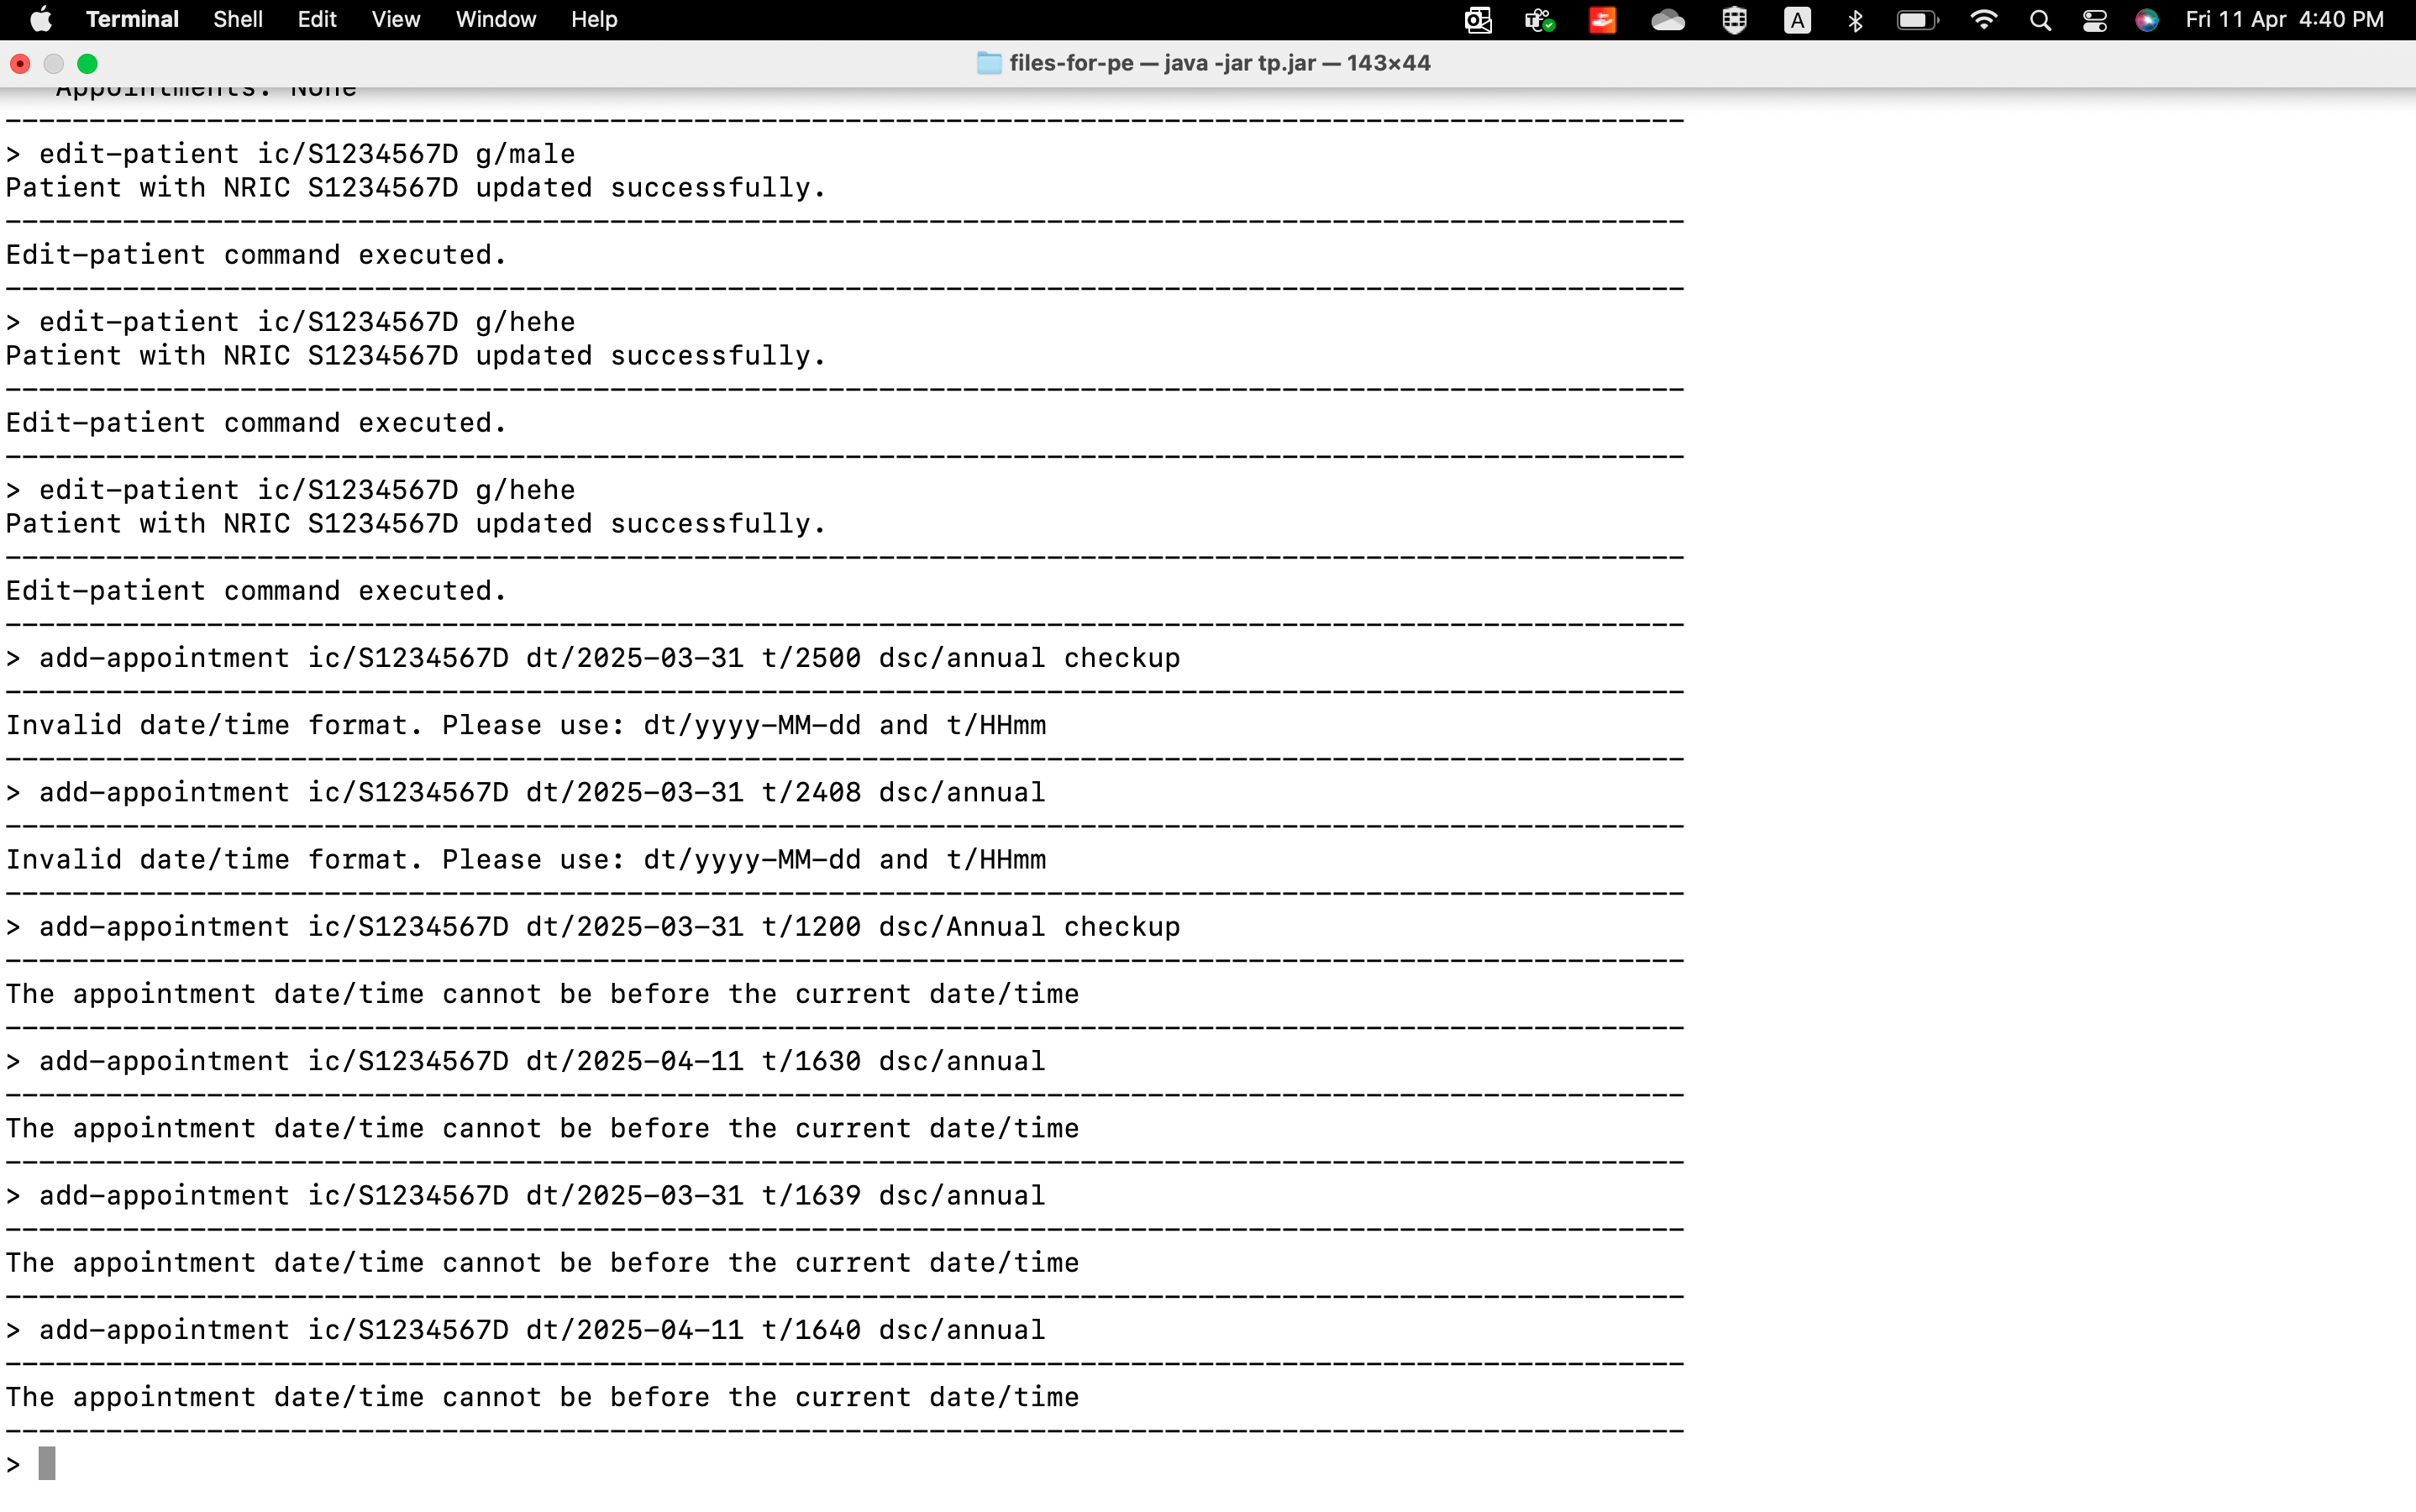 Terminal Shell Edit View Window Help A Fri 11 Apr 4:40 PM
files-for-pe — java -jar tp.jar — 143×44
Appointments: None
----------------------------------------------------------------------------------------------------
> edit-patient ic/S1234567D g/male
Patient with NRIC S1234567D updated successfully.
----------------------------------------------------------------------------------------------------
Edit-patient command executed.
----------------------------------------------------------------------------------------------------
> edit-patient ic/S1234567D g/hehe
Patient with NRIC S1234567D updated successfully.
----------------------------------------------------------------------------------------------------
Edit-patient command executed.
----------------------------------------------------------------------------------------------------
> edit-patient ic/S1234567D g/hehe
Patient with NRIC S1234567D updated successfully.
----------------------------------------------------------------------------------------------------
Edit-patient command executed.
----------------------------------------------------------------------------------------------------
> add-appointment ic/S1234567D dt/2025-03-31 t/2500 dsc/annual checkup
----------------------------------------------------------------------------------------------------
Invalid date/time format. Please use: dt/yyyy-MM-dd and t/HHmm
----------------------------------------------------------------------------------------------------
> add-appointment ic/S1234567D dt/2025-03-31 t/2408 dsc/annual
----------------------------------------------------------------------------------------------------
Invalid date/time format. Please use: dt/yyyy-MM-dd and t/HHmm
----------------------------------------------------------------------------------------------------
> add-appointment ic/S1234567D dt/2025-03-31 t/1200 dsc/Annual checkup
----------------------------------------------------------------------------------------------------
The appointment date/time cannot be before the current date/time
----------------------------------------------------------------------------------------------------
> add-appointment ic/S1234567D dt/2025-04-11 t/1630 dsc/annual
----------------------------------------------------------------------------------------------------
The appointment date/time cannot be before the current date/time
----------------------------------------------------------------------------------------------------
> add-appointment ic/S1234567D dt/2025-03-31 t/1639 dsc/annual
----------------------------------------------------------------------------------------------------
The appointment date/time cannot be before the current date/time
----------------------------------------------------------------------------------------------------
> add-appointment ic/S1234567D dt/2025-04-11 t/1640 dsc/annual
----------------------------------------------------------------------------------------------------
The appointment date/time cannot be before the current date/time
----------------------------------------------------------------------------------------------------
>